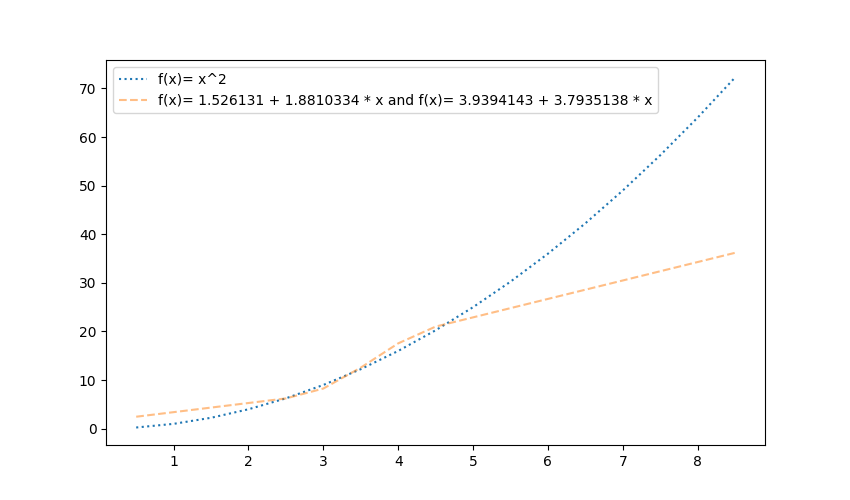 f(x)= x^2
f(x)= 1.526131 + 1.8810334 * x and f(x)= 3.9394143 + 3.7935138 * x
70
60
50
40
30
20
10
0
1 2 3 4 5 6 7 8